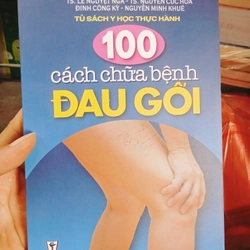 TS. LÊ NGUYỆT NGA - TS. NGUYỄN CÚC HOA
ĐINH CÔNG KỲ - NGUYỄN MINH KHUÊ
TỦ SÁCH Y HỌC THỰC HÀNH
100
cách chữa bệnh
ĐAU GỐI